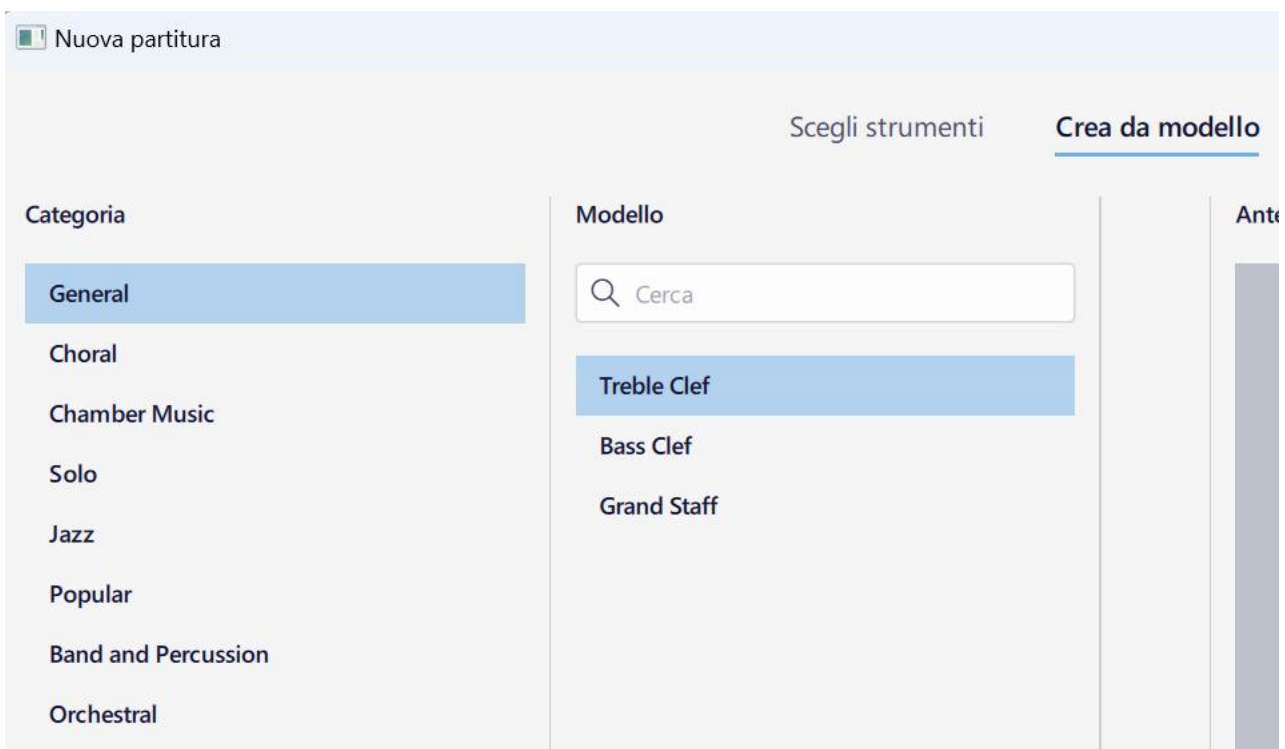 Nuova partitura
Scegli strumenti
Crea da modello
Categoria
General
Choral
Chamber Music
Solo
Jazz
Popular
Band and Percussion
Orchestral
Modello
Cerca
Treble Clef
Bass Clef
Grand Staff
Ante